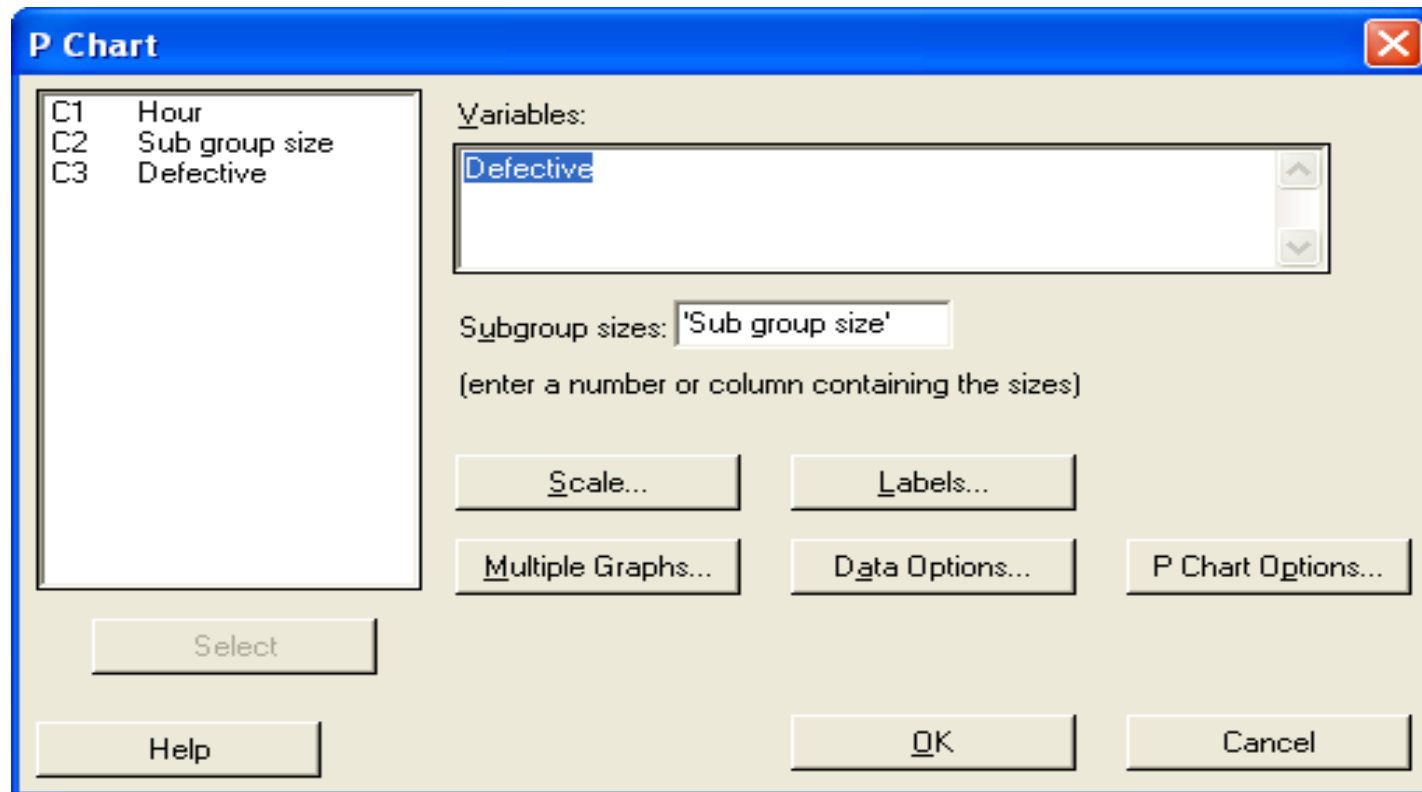 P Chart
C1 Hour
C2 Sub group size
C3 Defective
Variables:
Defective
Subgroup sizes: 'Sub group size'
(enter a number or column containing the sizes)
Scale... Labels...
Multiple Graphs... Data Options... P Chart Options...
Select
Help OK Cancel